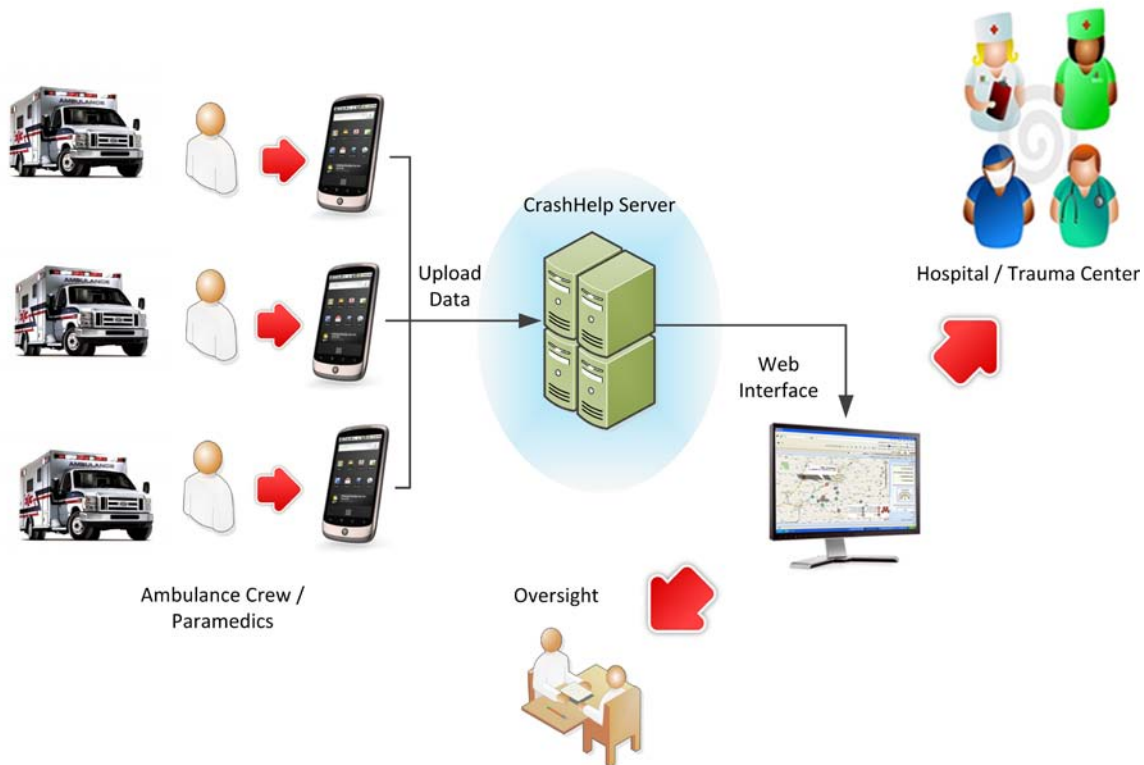 AMBULANCE
CrashHelp Server
Upload
Data
AMBULANCE
Hospital / Trauma Center
Web
Interface
AMBULANCE
Ambulance Crew /
Paramedics
Oversight